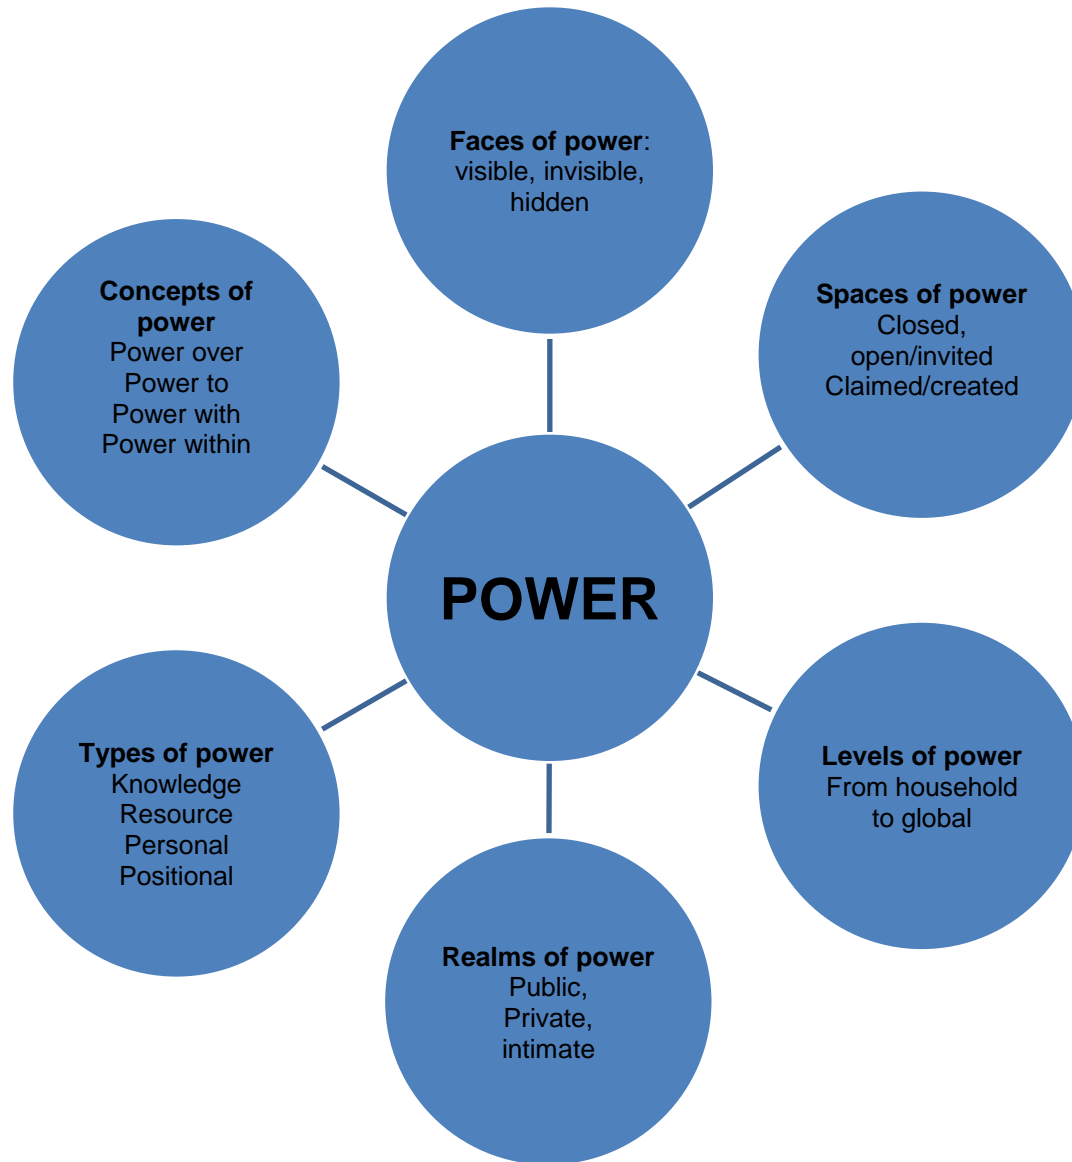 Faces of power:
visible, invisible,
hidden
Spaces of power
Closed,
open/invited
Claimed/created
Concepts of
power
Power over
Power to
Power with
Power within
POWER
Levels of power
From household
to global
Types of power
Knowledge
Resource
Personal
Positional
Realms of power
Public,
Private,
intimate